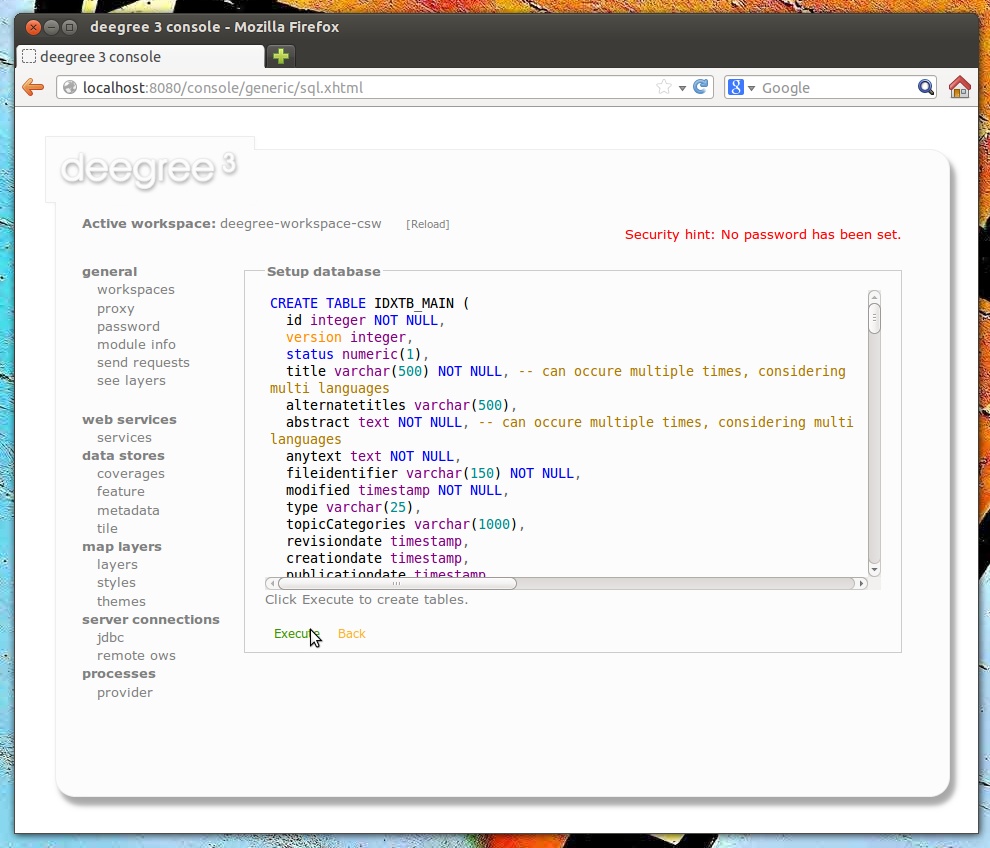 deegree 3 console - Mozilla Firefox
deegree 3 console
localhost:8080/console/generic/sql.xhtml
Google
deegree 3
Active workspace: deegree-workspace-csw [Reload]
Security hint: No password has been set.
general
workspaces
proxy
password
module info
send requests
see layers
web services
services
data stores
coverages
feature
metadata
tile
map layers
layers
styles
themes
server connections
jdbc
remote ows
processes
provider
Setup database
CREATE TABLE IDXTB_MAIN (
id integer NOT NULL,
version integer,
status numeric(1),
title varchar(500) NOT NULL, -- can occure multiple times, considering
multi languages
alternatetitles varchar(500),
abstract text NOT NULL, -- can occure multiple times, considering multi
languages
anytext text NOT NULL,
fileidentifier varchar(150) NOT NULL,
modified timestamp NOT NULL,
type varchar(25),
topicCategories varchar(1000),
revisiondate timestamp,
creationdate timestamp,
publicationdate timestamp
Click Execute to create tables.
Execute Back